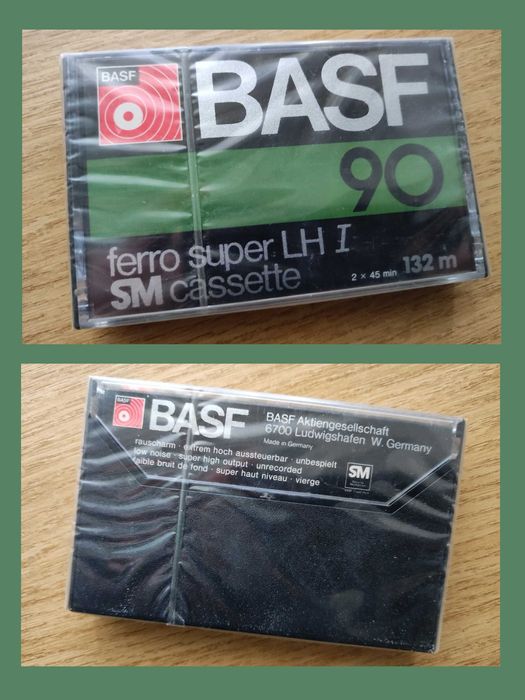 BASF
BASF
90
ferro super LH I
SM cassette
2 × 45 min 132 m
BASF
BASF
BASF Aktiengesellschaft
6700 Ludwigshafen W. Germany
Made in Germany
rauscharm · extrem hoch aussteuerbar · unbespielt
low noise · super high output · unrecorded
faible bruit de fond · super haut niveau · vierge
SM